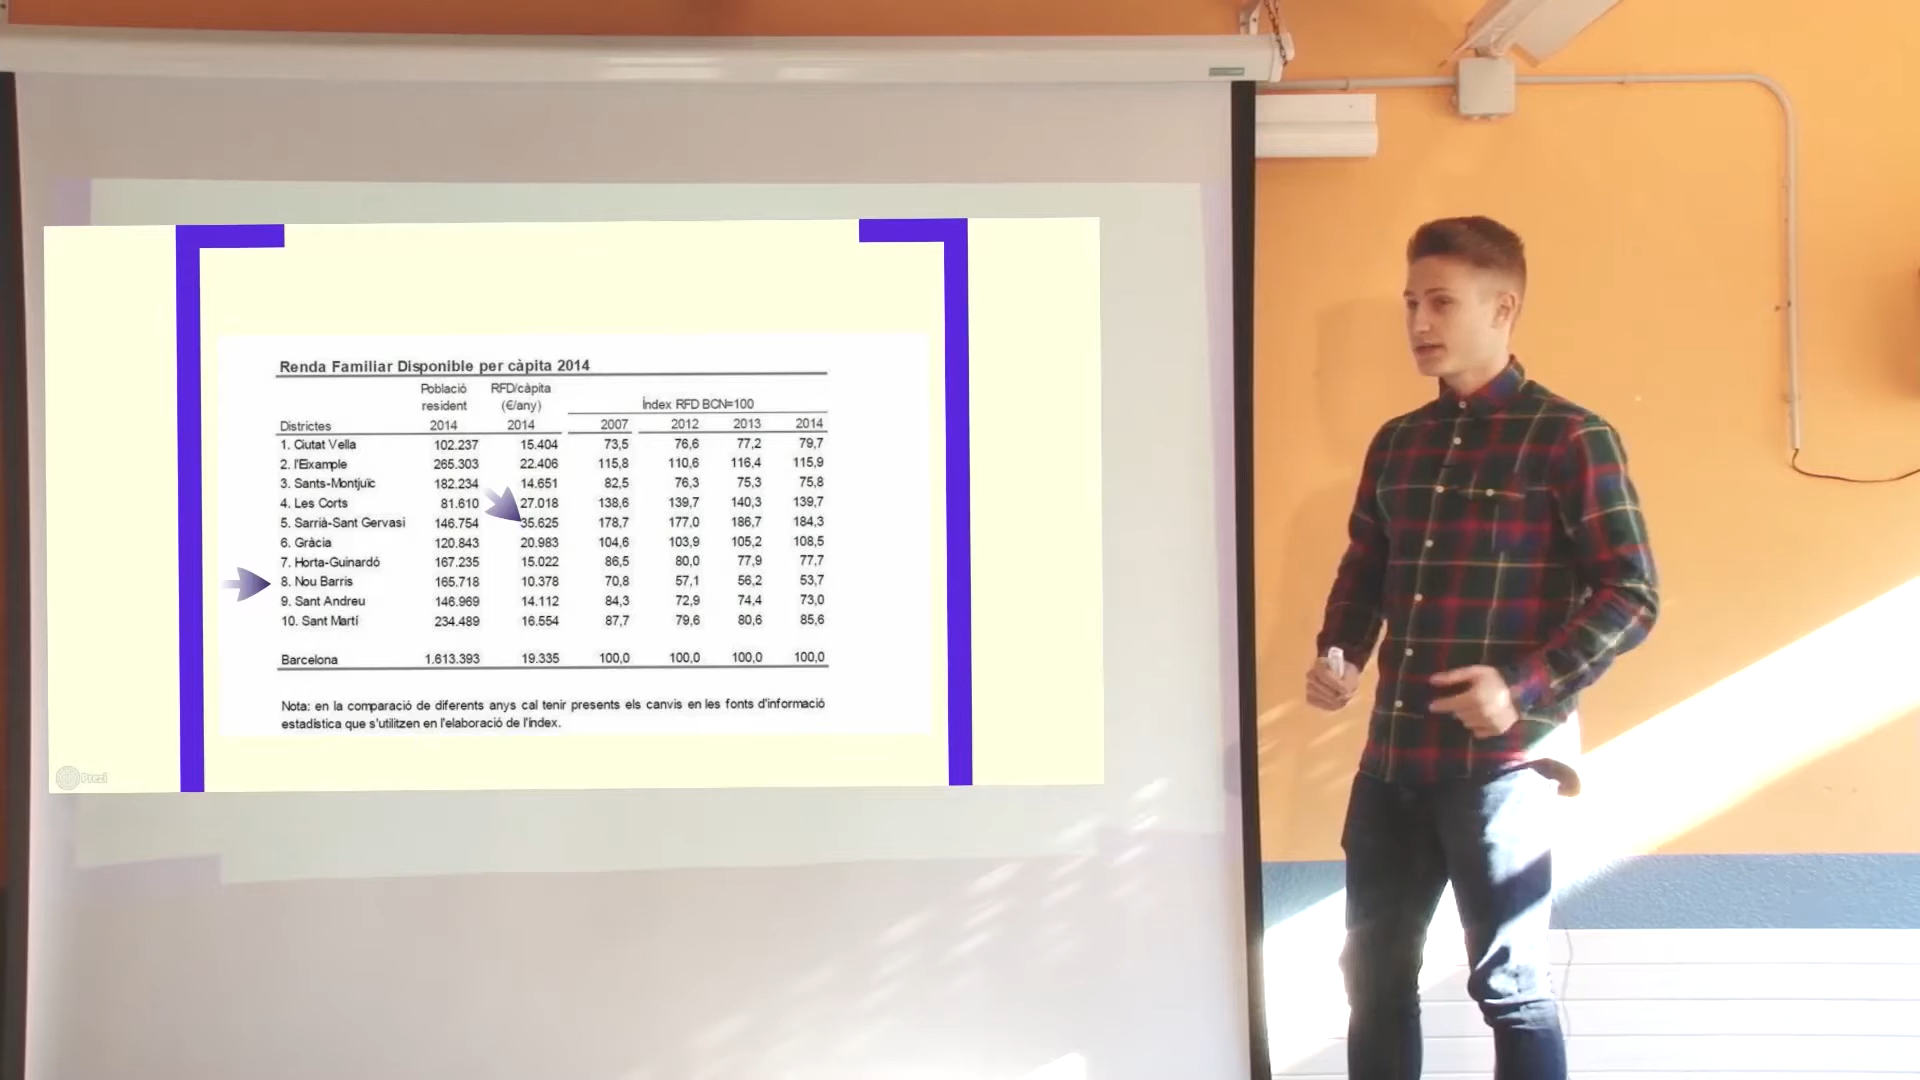 Renda Familiar Disponible per càpita 2014
Població RFD/càpita
resident (€/any) Índex RFD BCN=100
Districtes 2014 2014 2007 2012 2013 2014
1. Ciutat Vella 102.237 15.404 73,5 76,6 77,2 79,7
2. l'Eixample 265.303 22.406 115,8 110,6 116,4 115,9
3. Sants-Montjuïc 182.234 14.651 82,5 76,3 75,3 75,8
4. Les Corts 81.610 27.018 138,6 139,7 140,3 139,7
5. Sarrià-Sant Gervasi 146.754 35.625 178,7 177,0 186,7 184,3
6. Gràcia 120.843 20.983 104,6 103,9 105,2 108,5
7. Horta-Guinardó 167.235 15.022 86,5 80,0 77,9 77,7
8. Nou Barris 165.718 10.378 70,8 57,1 56,2 53,7
9. Sant Andreu 146.969 14.112 84,3 72,9 74,4 73,0
10. Sant Martí 234.489 16.554 87,7 79,6 80,6 85,6
Barcelona 1.613.393 19.335 100,0 100,0 100,0 100,0
Nota: en la comparació de diferents anys cal tenir presents els canvis en les fonts d'informació
estadística que s'utilitzen en l'elaboració de l'índex.
Prezi